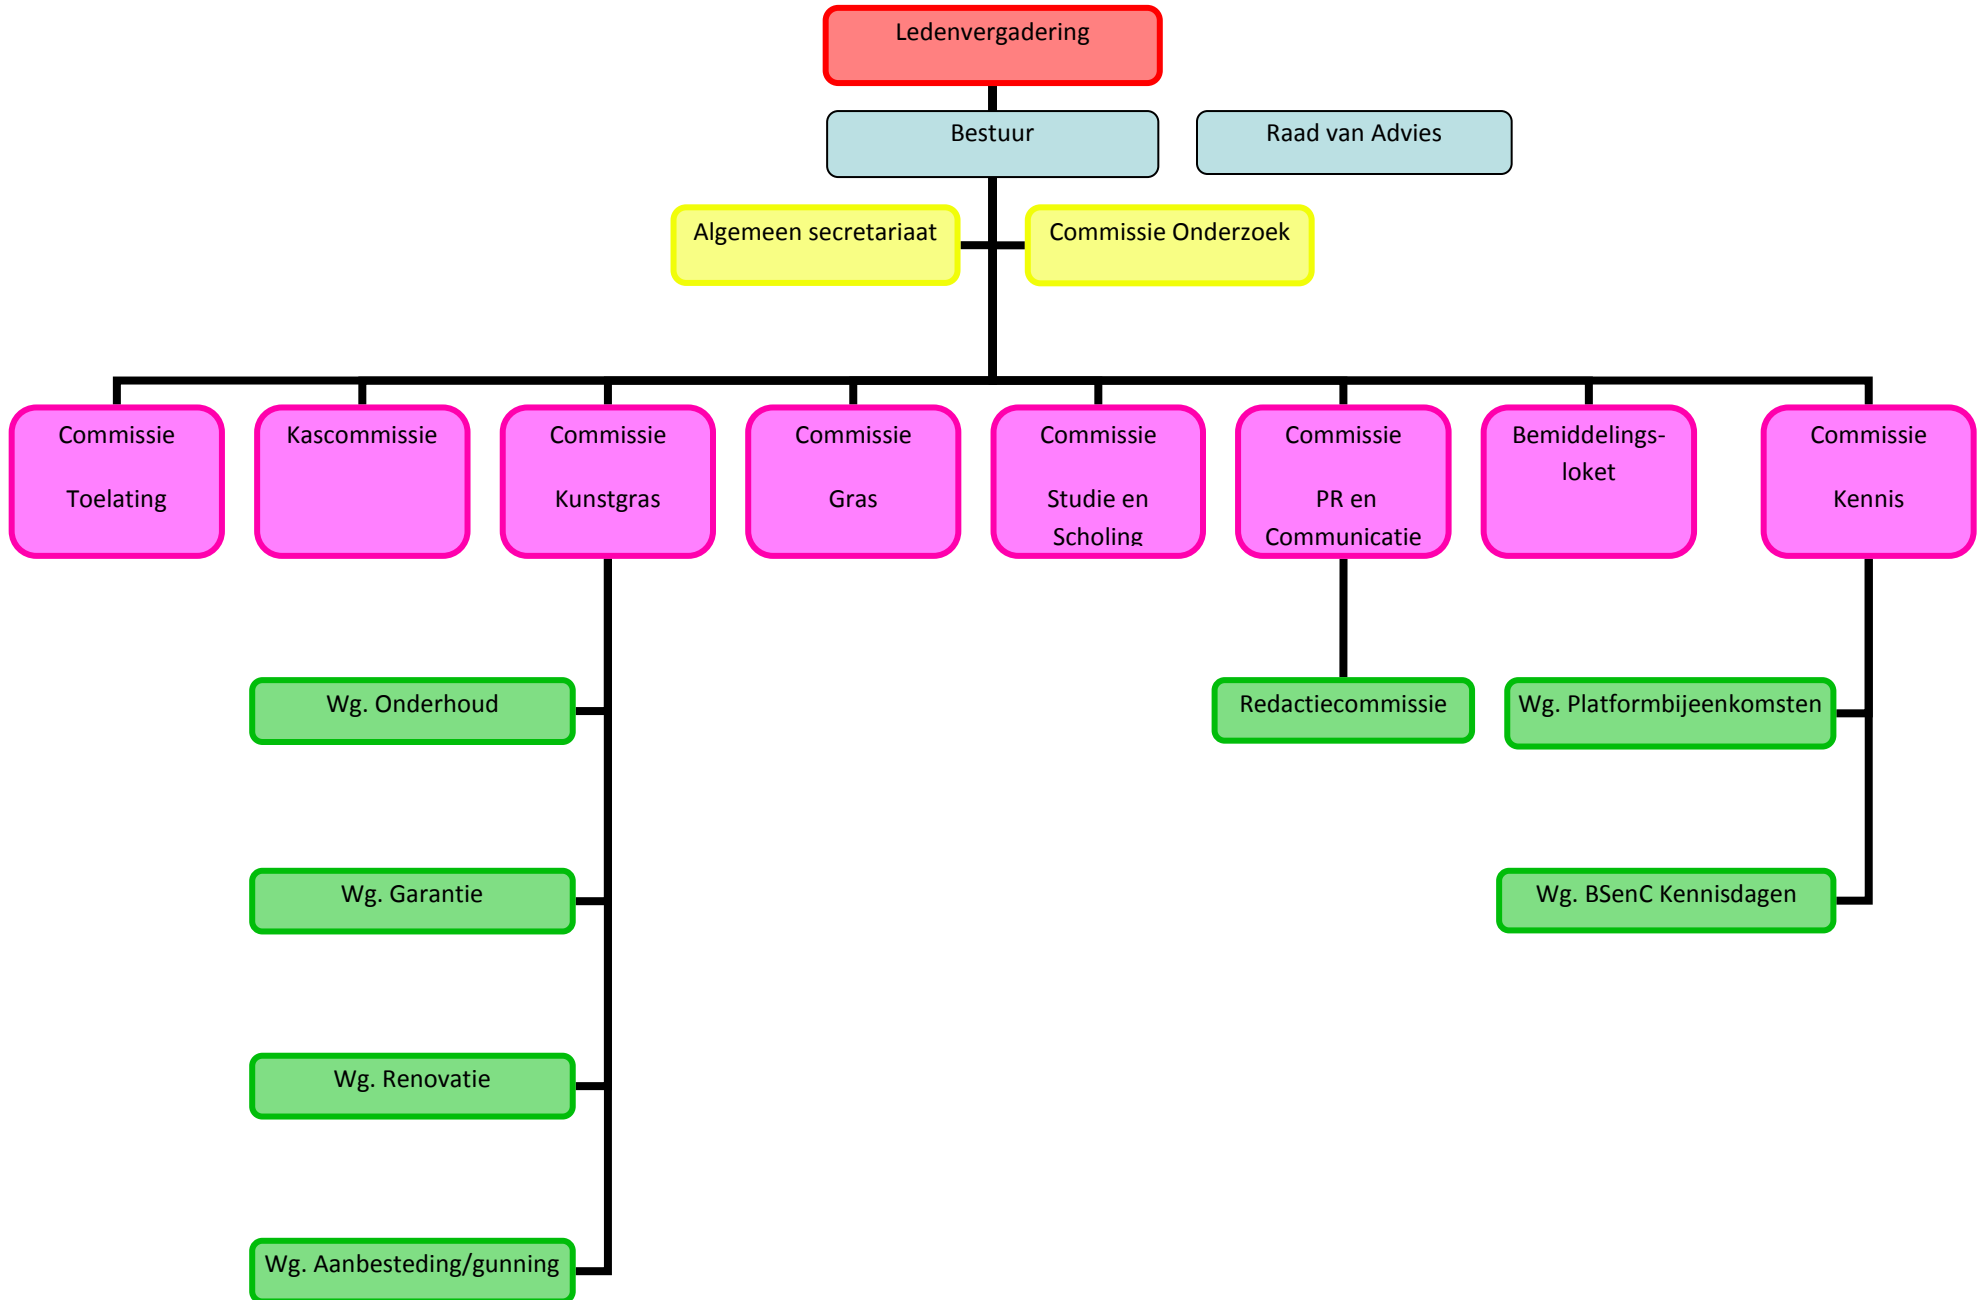 Ledenvergadering
Bestuur
Raad van Advies
Algemeen secretariaat
Commissie Onderzoek
Commissie
Toelating
Kascommissie
Commissie
Kunstgras
Commissie
Gras
Commissie
Studie en
Scholing
Commissie
PR en
Communicatie
Bemiddelings-
loket
Commissie
Kennis
Wg. Onderhoud
Redactiecommissie
Wg. Platformbijeenkomsten
Wg. Garantie
Wg. BSenC Kennisdagen
Wg. Renovatie
Wg. Aanbesteding/gunning